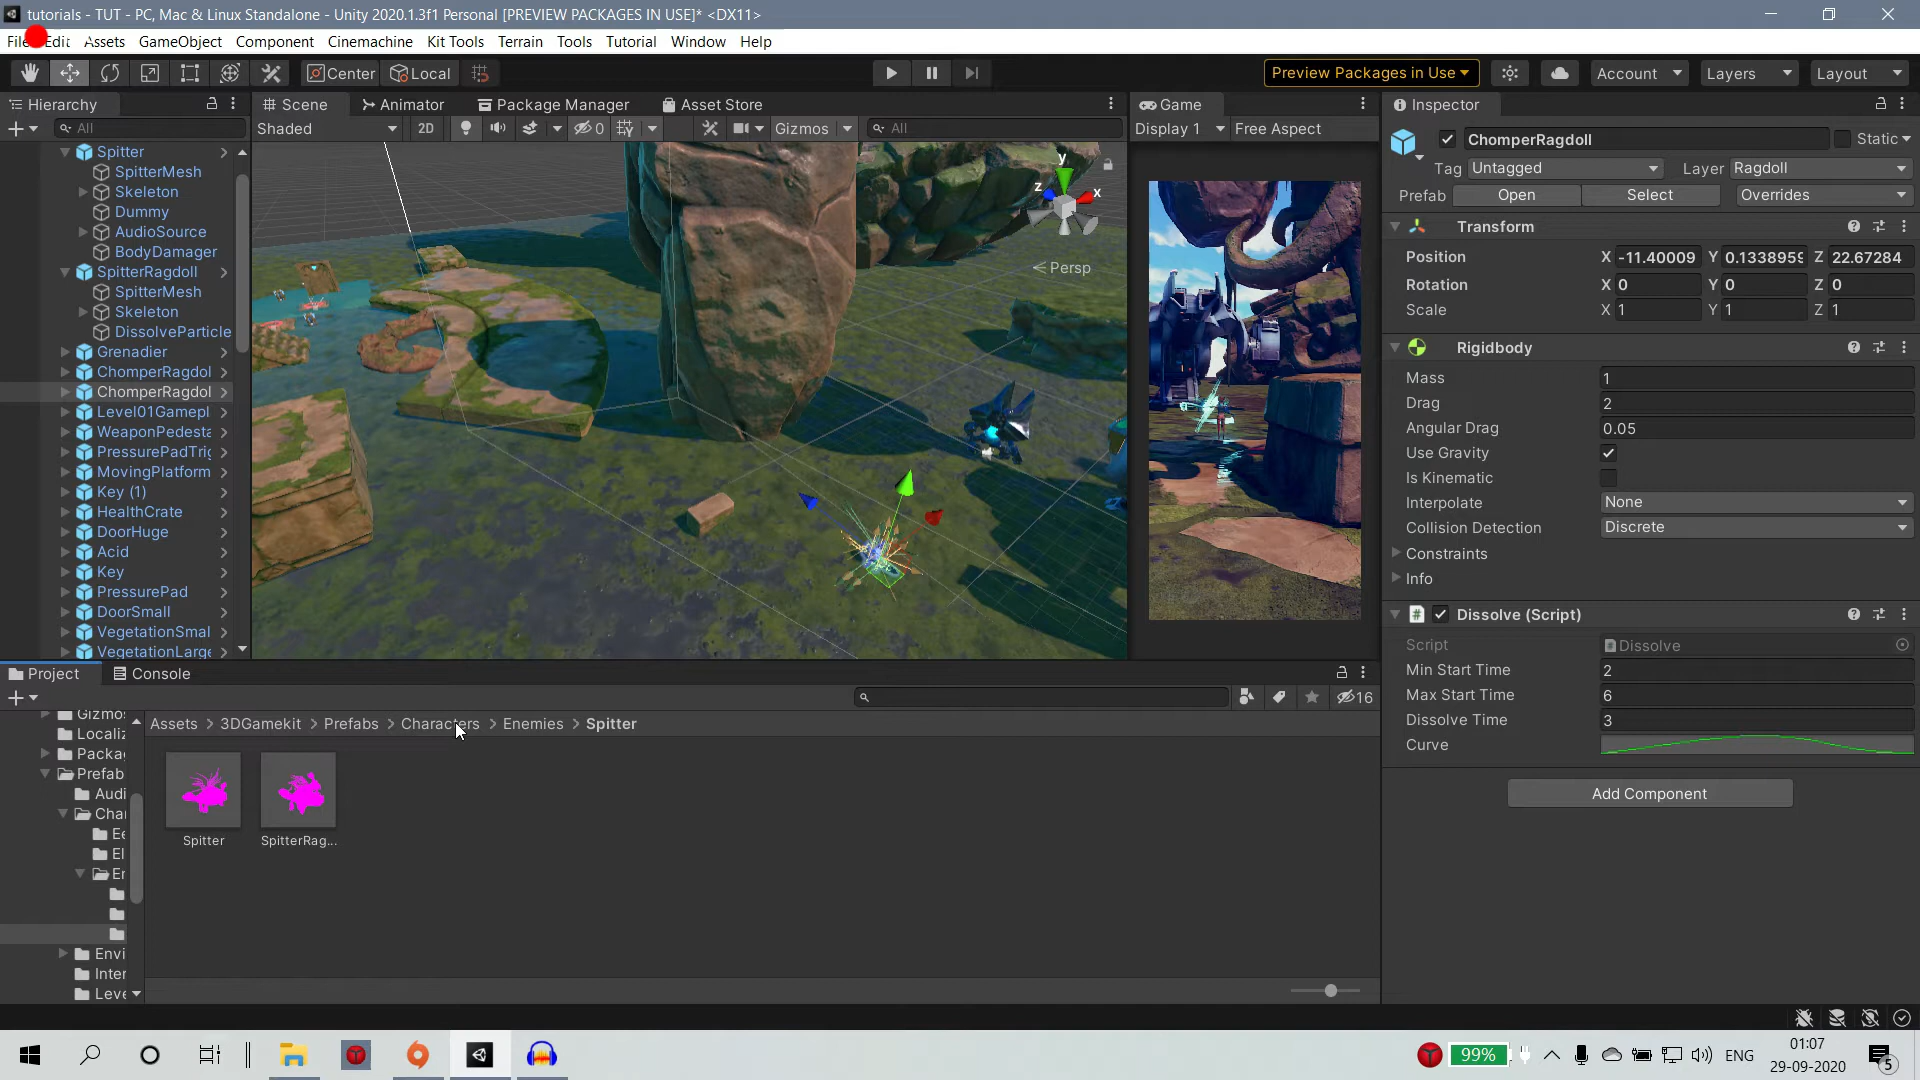 tutorials - TUT - PC, Mac & Linux Standalone - Unity 2020.1.3f1 Personal [PREVIEW PACKAGES IN USE]* <DX11>
File Edit Assets GameObject Component Cinemachine Kit Tools Terrain Tools Tutorial Window Help
Center Local Preview Packages in Use Account Layers Layout
Hierarchy
All
Spitter
SpitterMesh
Skeleton
Dummy
AudioSource
BodyDamager
SpitterRagdoll
SpitterMesh
Skeleton
DissolveParticle
Grenadier
ChomperRagdol
ChomperRagdol
Level01Gamepl
WeaponPedesta
PressurePadTrig
MovingPlatform
Key (1)
HealthCrate
DoorHuge
Acid
Key
PressurePad
DoorSmall
VegetationSmal
VegetationLarge
Scene Animator Package Manager Asset Store
Shaded 2D 0 Gizmos All
y
z x
Persp
Game
Display 1 Free Aspect
Inspector
ChomperRagdoll Static
Tag Untagged Layer Ragdoll
Prefab Open Select Overrides
Transform
Position X -11.40009 Y 0.1338959 Z 22.67284
Rotation X 0 Y 0 Z 0
Scale X 1 Y 1 Z 1
Rigidbody
Mass 1
Drag 2
Angular Drag 0.05
Use Gravity
Is Kinematic
Interpolate None
Collision Detection Discrete
Constraints
Info
Dissolve (Script)
Script Dissolve
Min Start Time 2
Max Start Time 6
Dissolve Time 3
Curve
Add Component
Project Console
16
Gizmos
Localiz
Packa
Prefab
Audi
Cha
Ee
El
En
Envi
Inter
Leve
Assets > 3DGamekit > Prefabs > Characters > Enemies > Spitter
Spitter SpitterRag...
99% ENG 01:07
29-09-2020
5